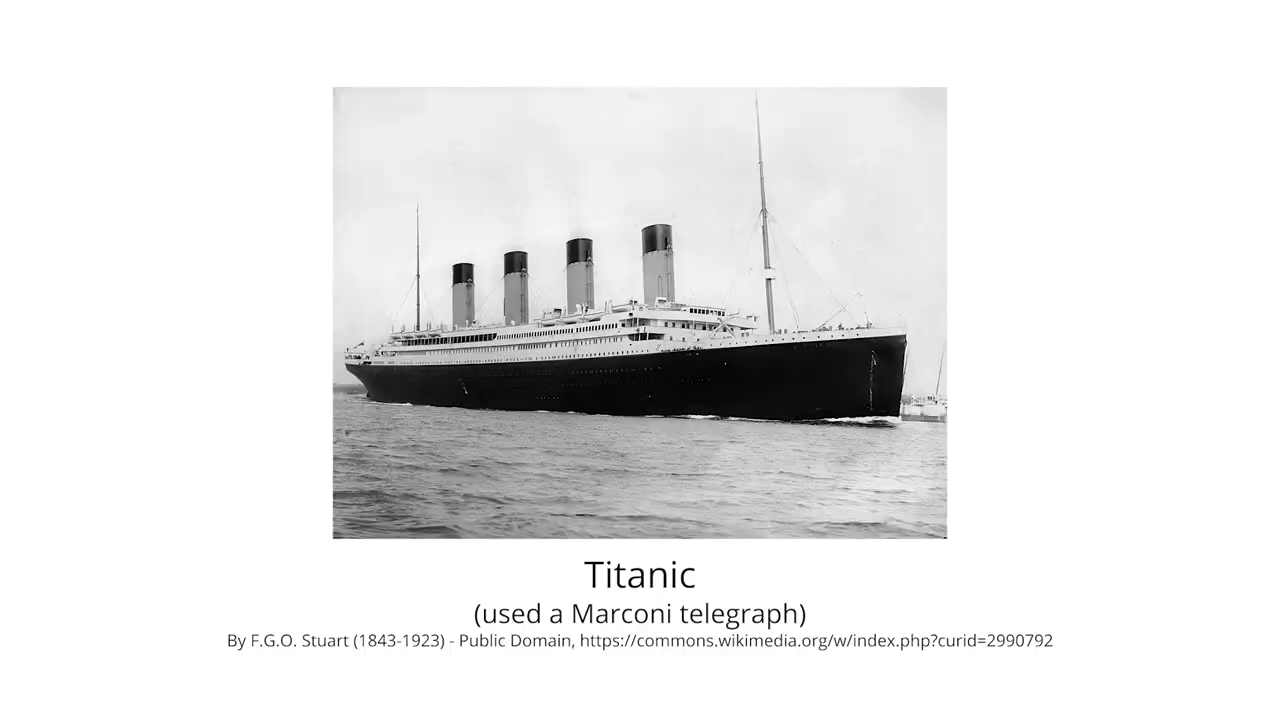 Titanic
(used a Marconi telegraph)
By F.G.O. Stuart (1843-1923) - Public Domain, https://commons.wikimedia.org/w/index.php?curid=2990792